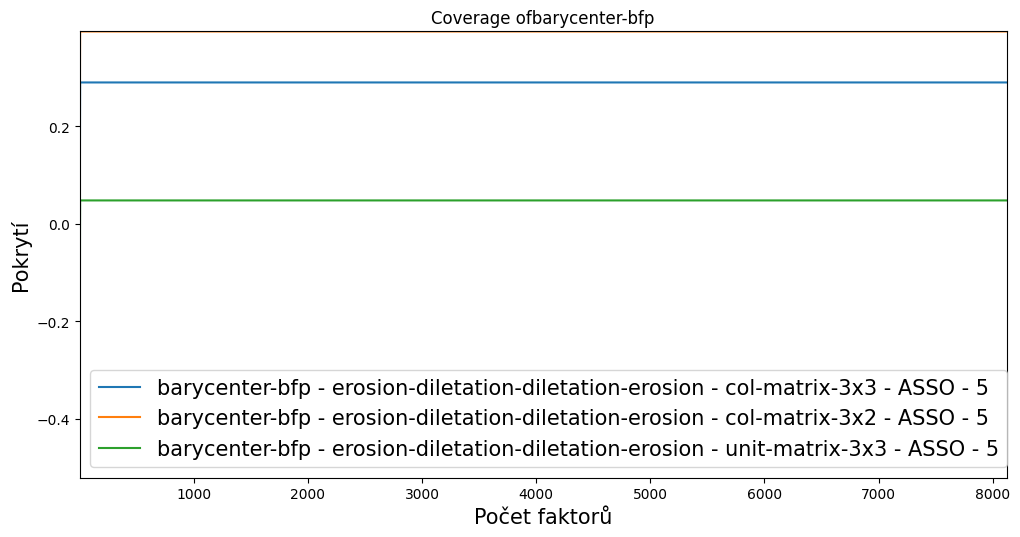 Coverage ofbarycenter-bfp
Pokrytí
0.2
0.0
−0.2
−0.4
barycenter-bfp - erosion-diletation-diletation-erosion - col-matrix-3x3 - ASSO - 5
barycenter-bfp - erosion-diletation-diletation-erosion - col-matrix-3x2 - ASSO - 5
barycenter-bfp - erosion-diletation-diletation-erosion - unit-matrix-3x3 - ASSO - 5
1000 2000 3000 4000 5000 6000 7000 8000
Počet faktorů